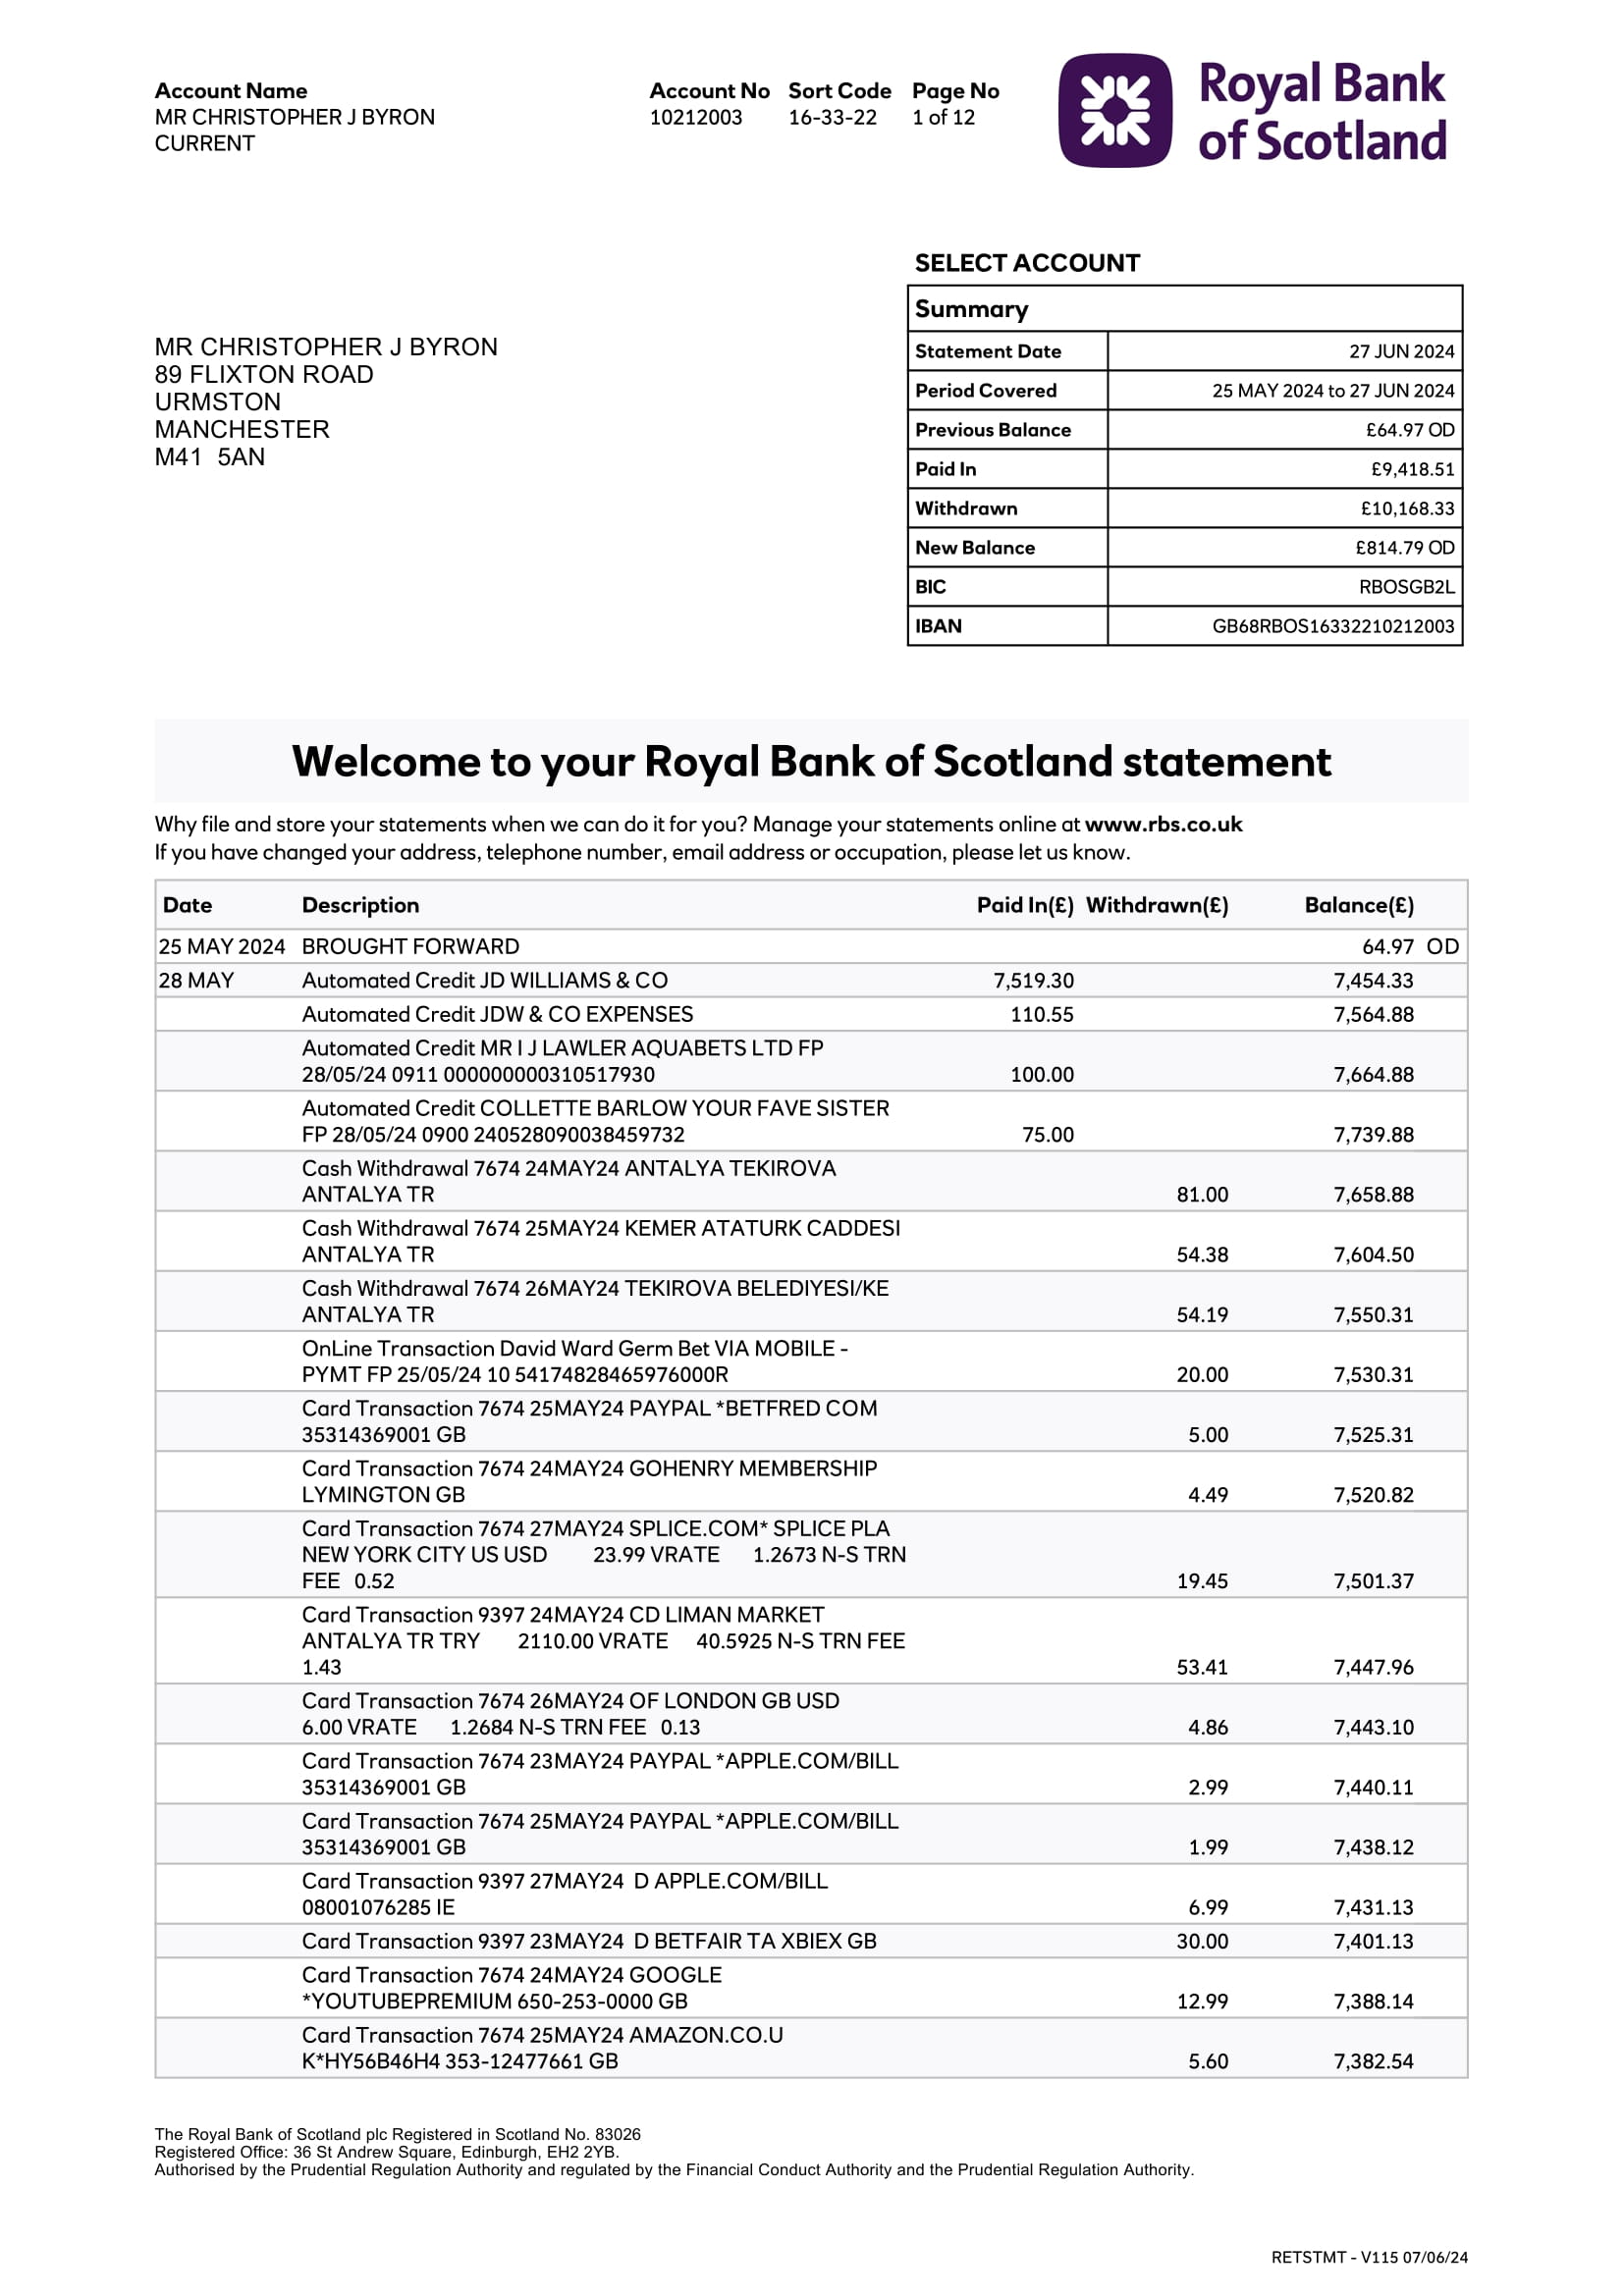 Account Name
MR CHRISTOPHER J BYRON
CURRENT
Account No Sort Code Page No
10212003 16-33-22 1 of 12
Royal Bank
of Scotland
SELECT ACCOUNT
Summary
Statement Date 27 JUN 2024
Period Covered 25 MAY 2024 to 27 JUN 2024
Previous Balance £64.97 OD
Paid In £9,418.51
Withdrawn £10,168.33
New Balance £814.79 OD
BIC RBOSGB2L
IBAN GB68RBOS16332210212003
MR CHRISTOPHER J BYRON
89 FLIXTON ROAD
URMSTON
MANCHESTER
M41 5AN
Welcome to your Royal Bank of Scotland statement
Why file and store your statements when we can do it for you? Manage your statements online at www.rbs.co.uk
If you have changed your address, telephone number, email address or occupation, please let us know.
Date Description Paid In(£) Withdrawn(£) Balance(£)
25 MAY 2024 BROUGHT FORWARD 64.97 OD
28 MAY Automated Credit JD WILLIAMS & CO 7,519.30 7,454.33
Automated Credit JDW & CO EXPENSES 110.55 7,564.88
Automated Credit MR I J LAWLER AQUABETS LTD FP
28/05/24 0911 000000000310517930 100.00 7,664.88
Automated Credit COLLETTE BARLOW YOUR FAVE SISTER
FP 28/05/24 0900 240528090038459732 75.00 7,739.88
Cash Withdrawal 7674 24MAY24 ANTALYA TEKIROVA
ANTALYA TR 81.00 7,658.88
Cash Withdrawal 7674 25MAY24 KEMER ATATURK CADDESI
ANTALYA TR 54.38 7,604.50
Cash Withdrawal 7674 26MAY24 TEKIROVA BELEDIYESI/KE
ANTALYA TR 54.19 7,550.31
OnLine Transaction David Ward Germ Bet VIA MOBILE -
PYMT FP 25/05/24 10 54174828465976000R 20.00 7,530.31
Card Transaction 7674 25MAY24 PAYPAL *BETFRED COM
35314369001 GB 5.00 7,525.31
Card Transaction 7674 24MAY24 GOHENRY MEMBERSHIP
LYMINGTON GB 4.49 7,520.82
Card Transaction 7674 27MAY24 SPLICE.COM* SPLICE PLA
NEW YORK CITY US USD 23.99 VRATE 1.2673 N-S TRN
FEE 0.52 19.45 7,501.37
Card Transaction 9397 24MAY24 CD LIMAN MARKET
ANTALYA TR TRY 2110.00 VRATE 40.5925 N-S TRN FEE
1.43 53.41 7,447.96
Card Transaction 7674 26MAY24 OF LONDON GB USD
6.00 VRATE 1.2684 N-S TRN FEE 0.13 4.86 7,443.10
Card Transaction 7674 23MAY24 PAYPAL *APPLE.COM/BILL
35314369001 GB 2.99 7,440.11
Card Transaction 7674 25MAY24 PAYPAL *APPLE.COM/BILL
35314369001 GB 1.99 7,438.12
Card Transaction 9397 27MAY24 D APPLE.COM/BILL
08001076285 IE 6.99 7,431.13
Card Transaction 9397 23MAY24 D BETFAIR TA XBIEX GB 30.00 7,401.13
Card Transaction 7674 24MAY24 GOOGLE
*YOUTUBEPREMIUM 650-253-0000 GB 12.99 7,388.14
Card Transaction 7674 25MAY24 AMAZON.CO.U
K*HY56B46H4 353-12477661 GB 5.60 7,382.54
The Royal Bank of Scotland plc Registered in Scotland No. 83026
Registered Office: 36 St Andrew Square, Edinburgh, EH2 2YB.
Authorised by the Prudential Regulation Authority and regulated by the Financial Conduct Authority and the Prudential Regulation Authority.
RETSTMT - V115 07/06/24